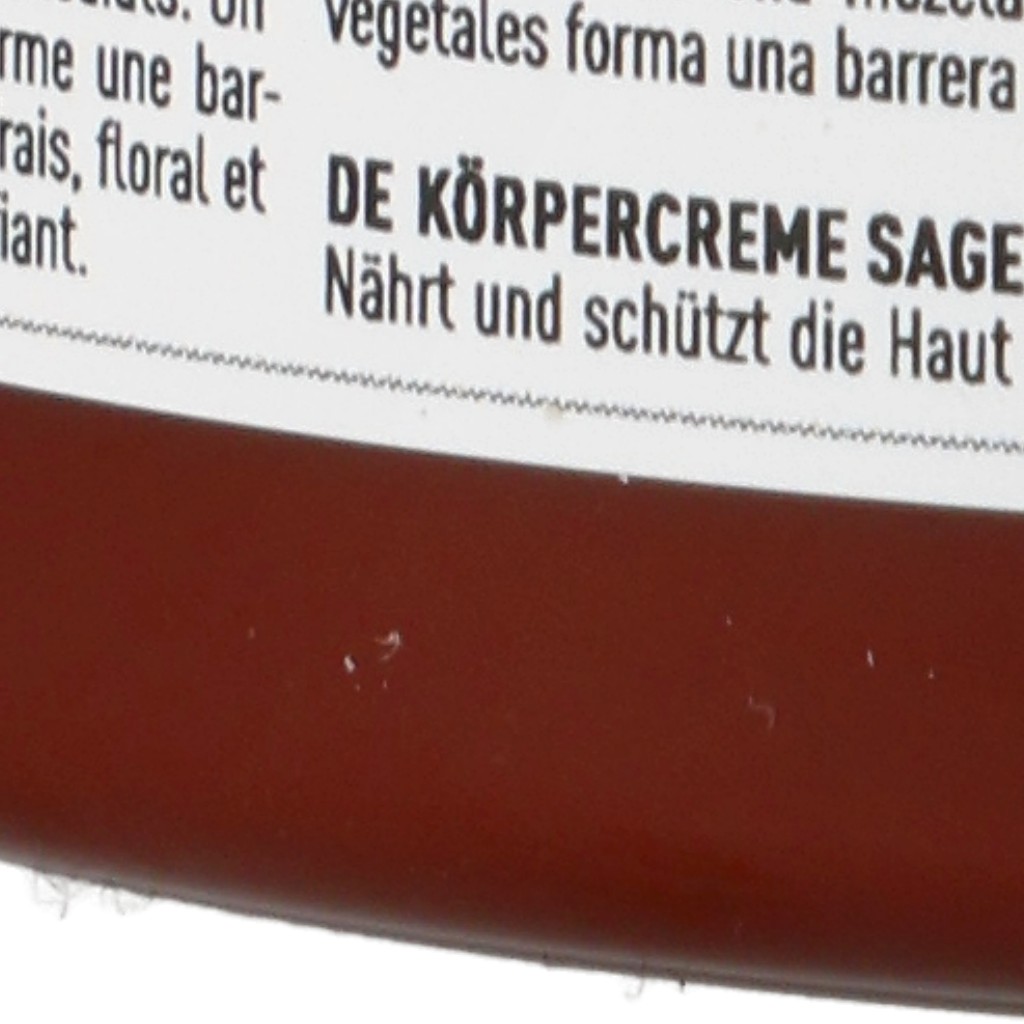 rme une bar-
rais, floral et
iant.
vegetales forma una barrera
DE KÖRPERCREME SAGE
Nährt und schützt die Haut